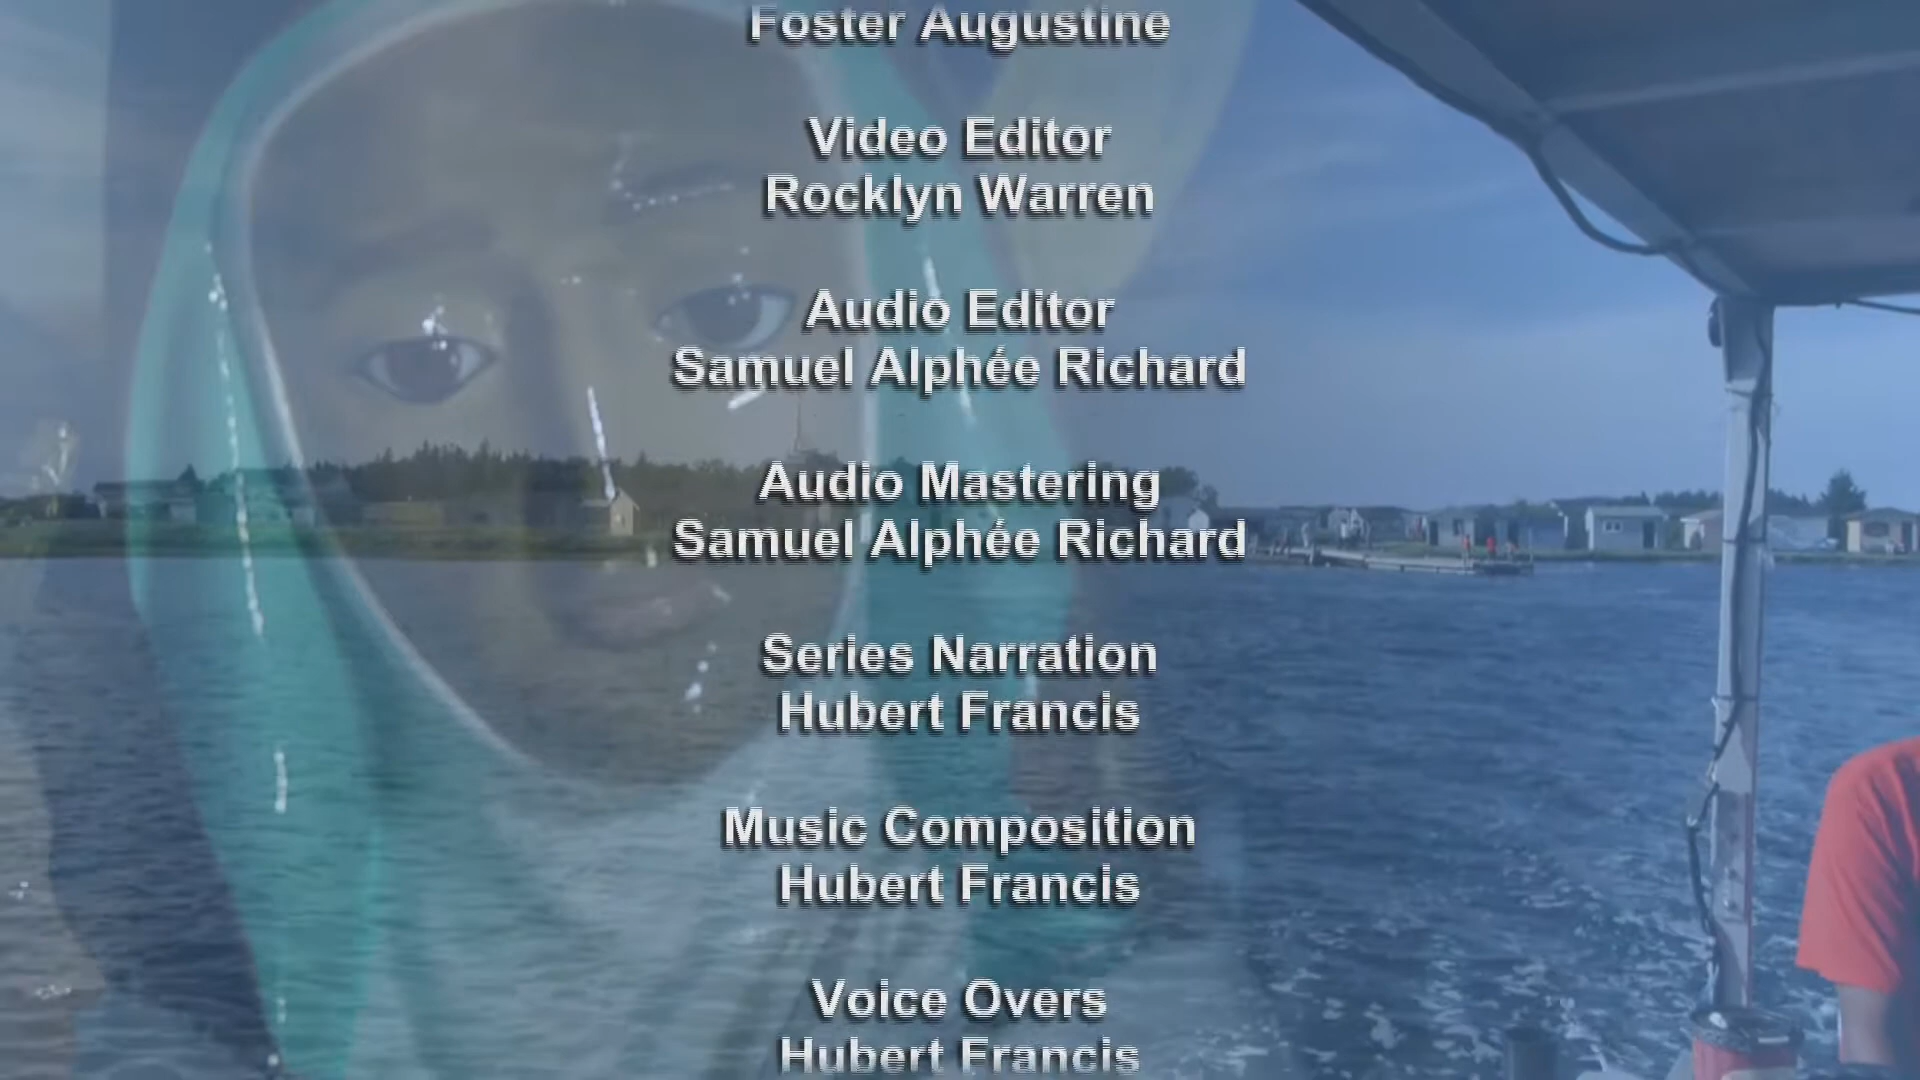 Foster Augustine
Video Editor
Rocklyn Warren
Audio Editor
Samuel Alphée Richard
Audio Mastering
Samuel Alphée Richard
Series Narration
Hubert Francis
Music Composition
Hubert Francis
Voice Overs
Hubert Francis